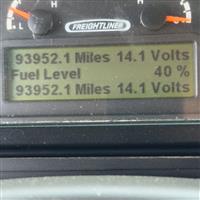 H H
L L
FREIGHTLINER
93952.1 Miles 14.1 Volts
Fuel Level 40 %
93952.1 Miles 14.1 Volts